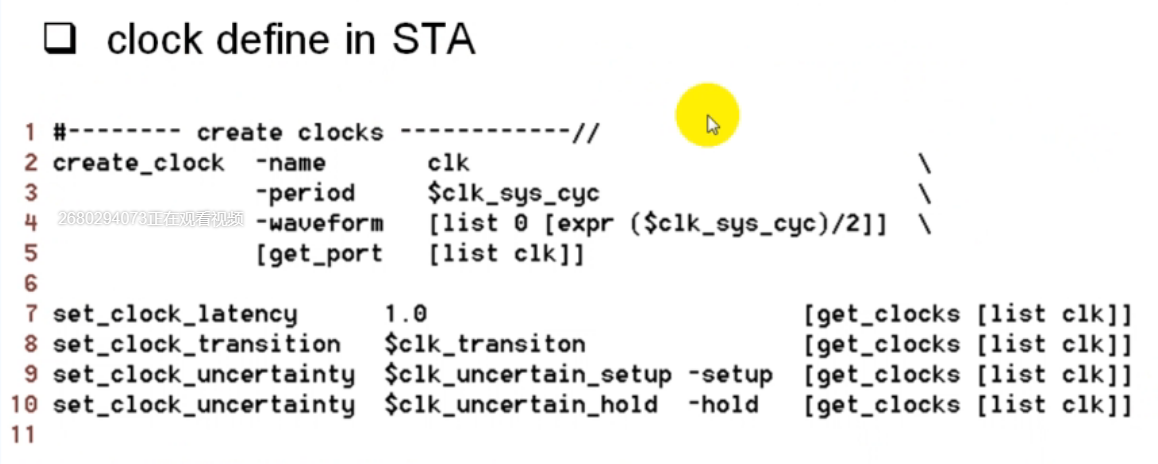 ❑ clock define in STA
1 #-------- create clocks ------------//
2 create_clock -name clk \
3 -period $clk_sys_cyc \
4 -waveform [list 0 [expr ($clk_sys_cyc)/2]] \
2680294073正在观看视频
5 [get_port [list clk]]
6
7 set_clock_latency 1.0 [get_clocks [list clk]]
8 set_clock_transition $clk_transiton [get_clocks [list clk]]
9 set_clock_uncertainty $clk_uncertain_setup -setup [get_clocks [list clk]]
10 set_clock_uncertainty $clk_uncertain_hold -hold [get_clocks [list clk]]
11